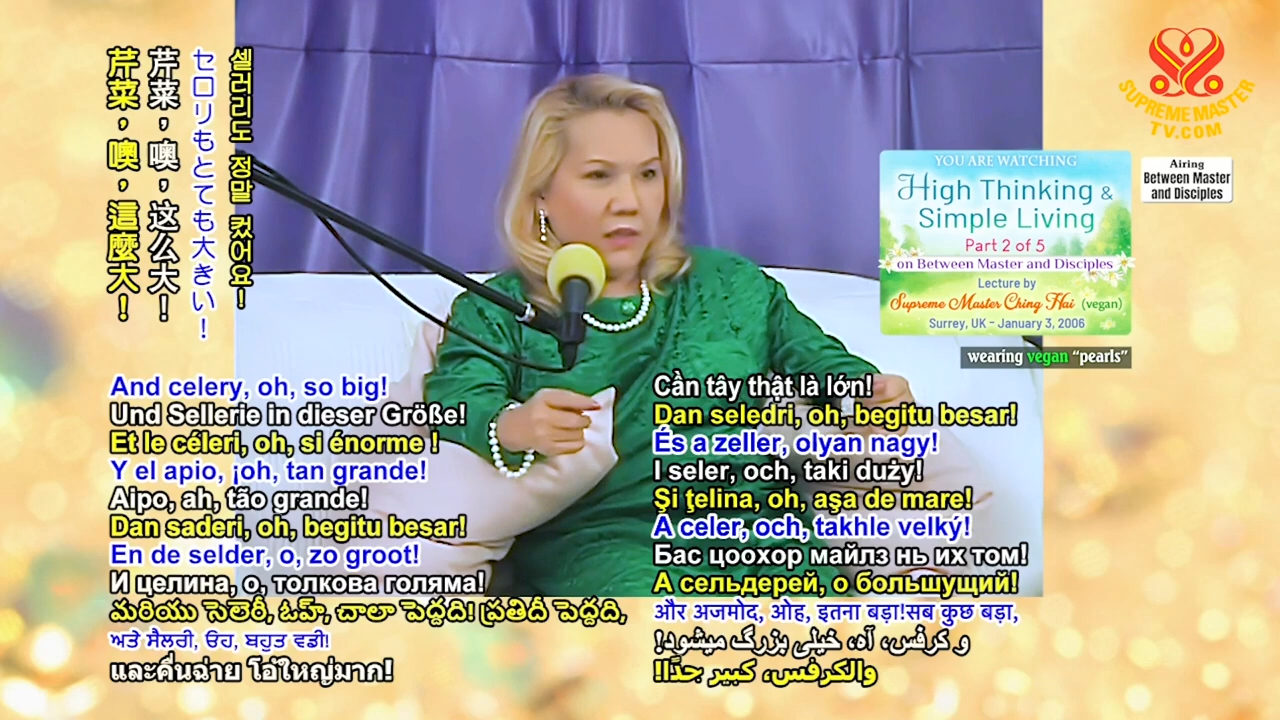 芹菜，噢，這麼大！
芹菜，噢，这么大！
セロリもとても大きい！
셀러리도 정말 컸어요!
SUPREME MASTER
TV.COM
YOU ARE WATCHING
High Thinking &
Simple Living
Part 2 of 5
on Between Master and Disciples
Lecture by
Supreme Master Ching Hai (vegan)
Surrey, UK – January 3, 2006
Airing
Between Master
and Disciples
wearing vegan “pearls”
And celery, oh, so big!
Und Sellerie in dieser Größe!
Et le céleri, oh, si énorme !
Y el apio, ¡oh, tan grande!
Aipo, ah, tão grande!
Dan saderi, oh, begitu besar!
En de selder, o, zo groot!
И целина, о, толкова голяма!
మరియు సెలెరీ, ఓహ్, చాలా పెద్దది! ప్రతిదీ పెద్దది,
ਅਤੇ ਸੈਲਰੀ, ਓਹ, ਬਹੁਤ ਵਡੀ!
และคื่นฉ่าย โอ้ใหญ่มาก!
Cần tây thật là lớn!
Dan seledri, oh, begitu besar!
És a zeller, olyan nagy!
I seler, och, taki duży!
Şi ţelina, oh, aşa de mare!
A celer, och, takhle velký!
Бас цоохор майлз нь их том!
А сельдерей, о большущий!
और अजमोद, ओह, इतना बड़ा!सब कुछ बड़ा,
و کرفس، آه، خیلی بزرگ میشود!
والكرفس، كبير جدًا!